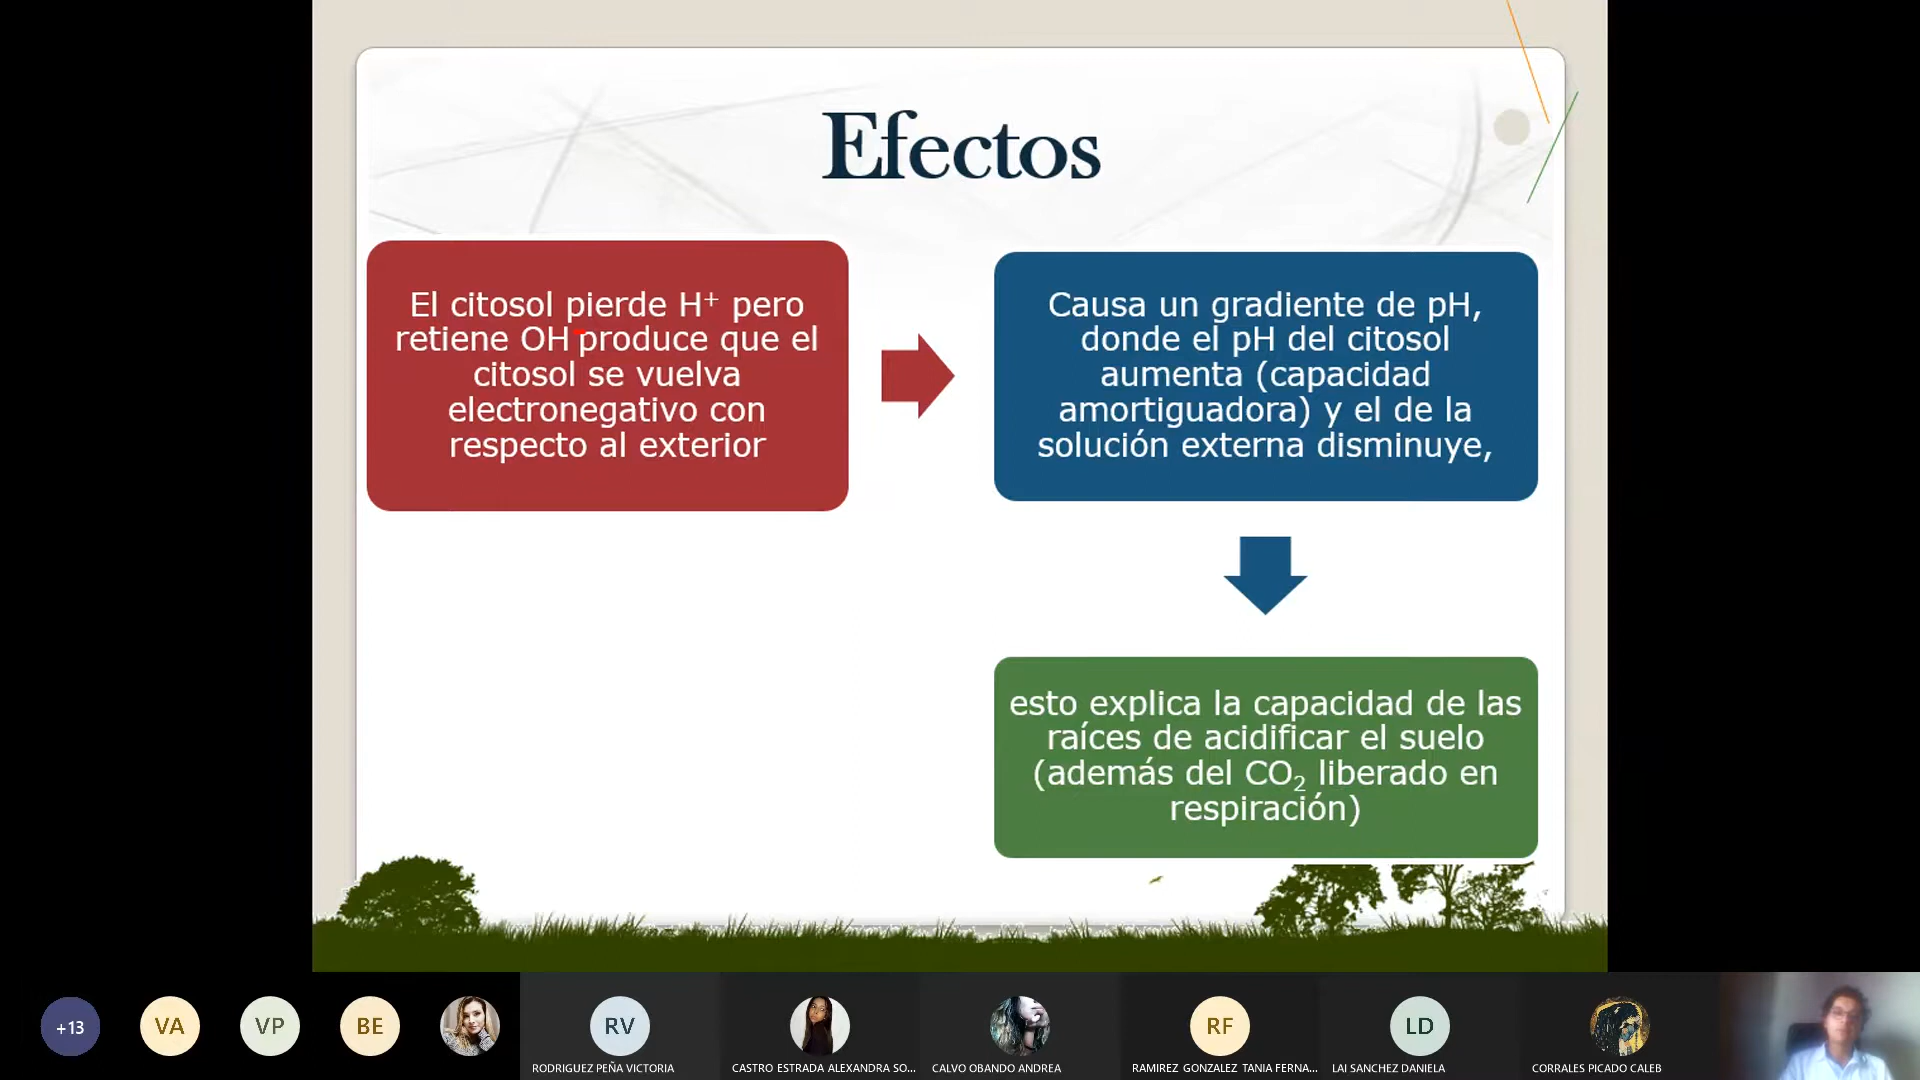 Efectos
El citosol pierde H⁺ pero
retiene OH⁻produce que el
citosol se vuelva
electronegativo con
respecto al exterior
Causa un gradiente de pH,
donde el pH del citosol
aumenta (capacidad
amortiguadora) y el de la
solución externa disminuye,
esto explica la capacidad de las
raíces de acidificar el suelo
(además del CO₂ liberado en
respiración)
+13
VA
VP
BE
RV
RF
LD
RODRIGUEZ PEÑA VICTORIA
CASTRO ESTRADA ALEXANDRA SO...
CALVO OBANDO ANDREA
RAMIREZ GONZALEZ TANIA FERNA...
LAI SANCHEZ DANIELA
CORRALES PICADO CALEB